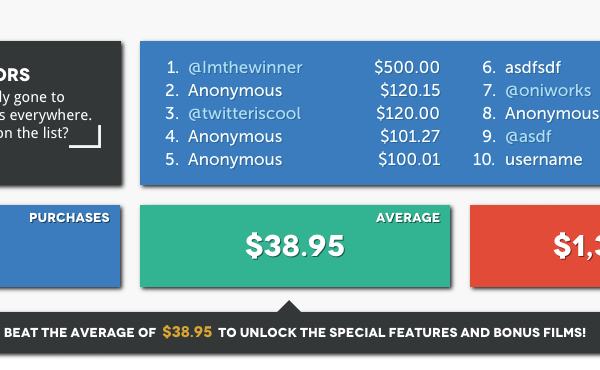 ORS
ly gone to
s everywhere.
on the list?
1. @Imthewinner $500.00
2. Anonymous $120.15
3. @twitteriscool $120.00
4. Anonymous $101.27
5. Anonymous $100.01
6. asdfsdf
7. @oniworks
8. Anonymous
9. @asdf
10. username
PURCHASES
AVERAGE
$38.95
$1,3
BEAT THE AVERAGE OF $38.95 TO UNLOCK THE SPECIAL FEATURES AND BONUS FILMS!